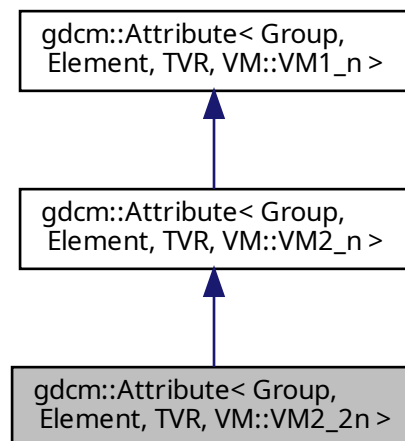 gdcm::Attribute< Group,
Element, TVR, VM::VM1_n >
gdcm::Attribute< Group,
Element, TVR, VM::VM2_n >
gdcm::Attribute< Group,
Element, TVR, VM::VM2_2n >